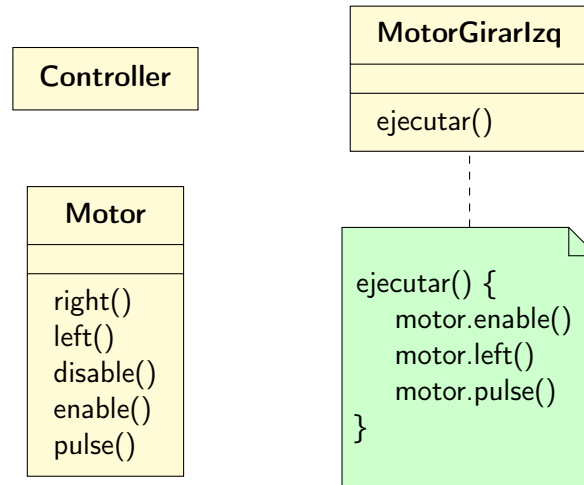 Controller
MotorGirarIzq
ejecutar()
Motor
right()
left()
disable()
enable()
pulse()
ejecutar() {
motor.enable()
motor.left()
motor.pulse()
}